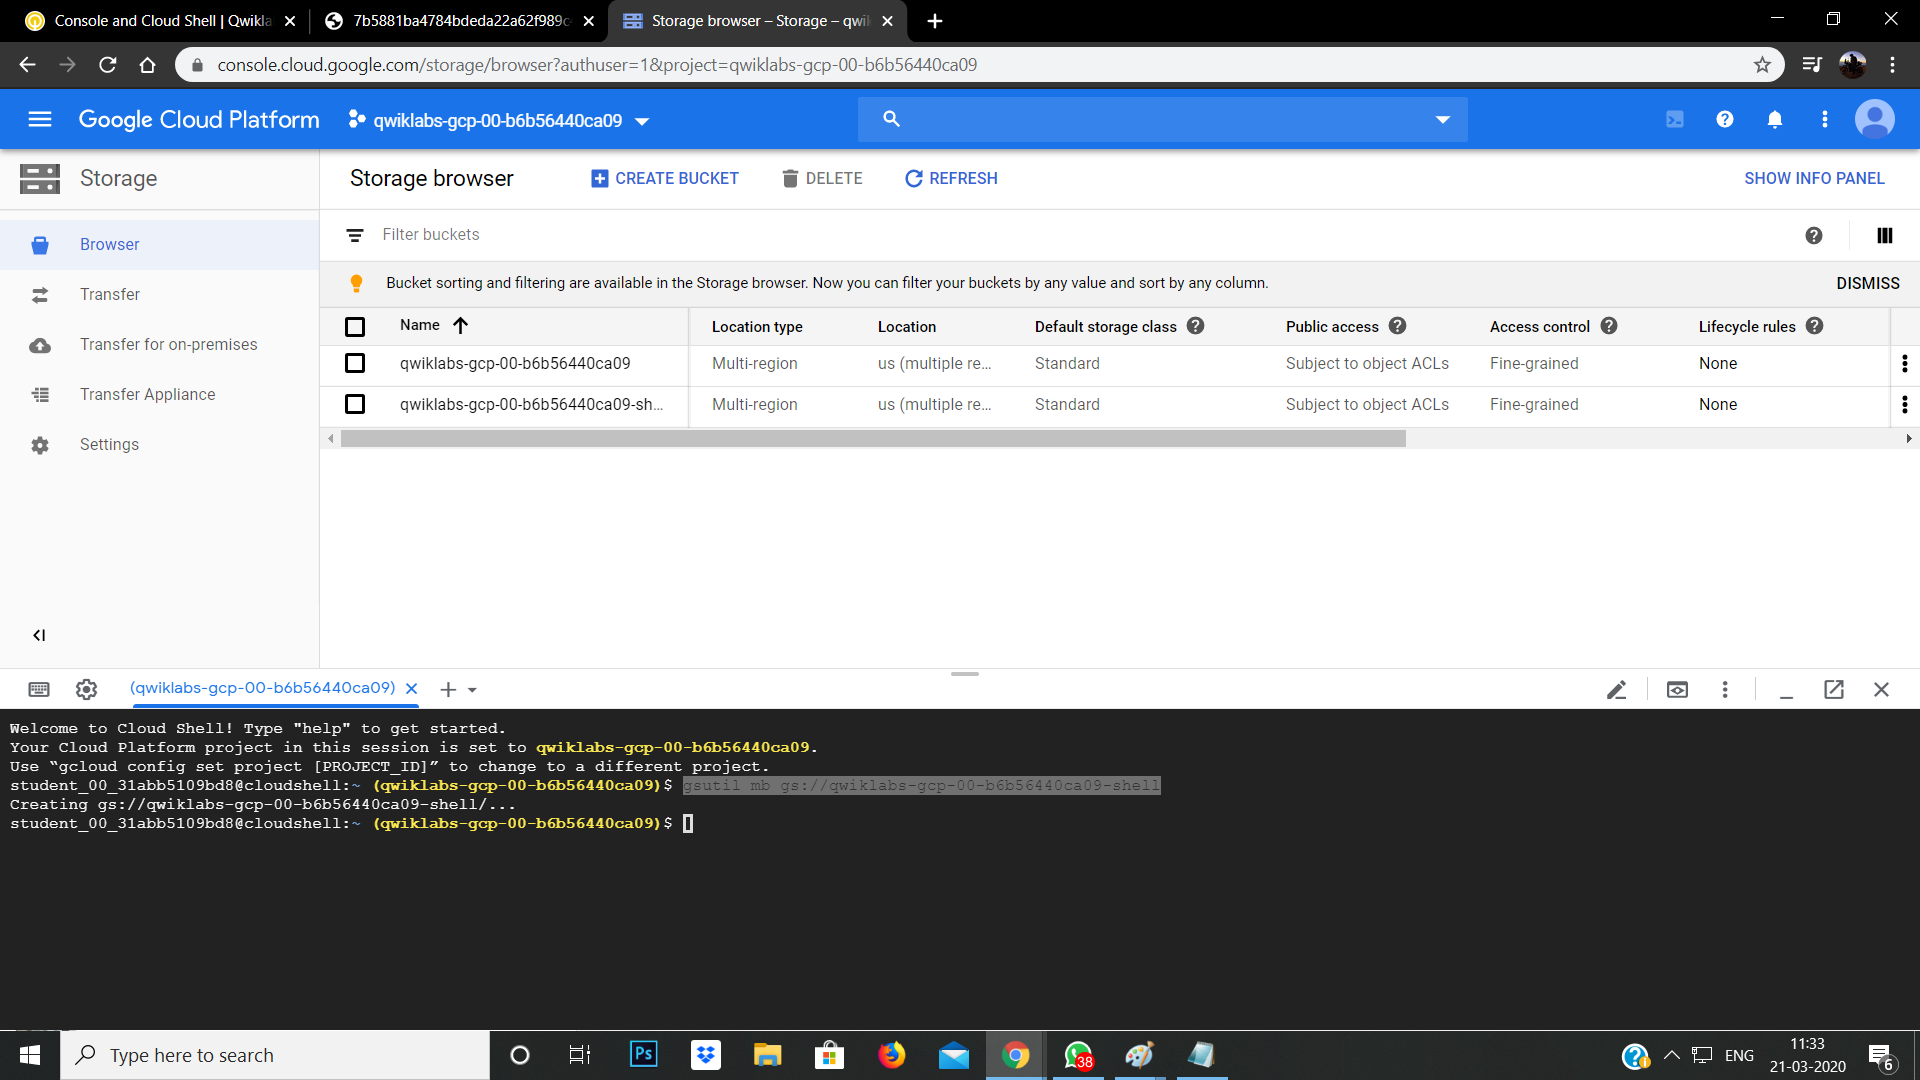 Console and Cloud Shell | Qwikla
7b5881ba4784bdeda22a62f989c
Storage browser – Storage – qwik
console.cloud.google.com/storage/browser?authuser=1&project=qwiklabs-gcp-00-b6b56440ca09
Google Cloud Platform
qwiklabs-gcp-00-b6b56440ca09
Storage
Storage browser
CREATE BUCKET
DELETE
REFRESH
SHOW INFO PANEL
Browser
Transfer
Transfer for on-premises
Transfer Appliance
Settings
Filter buckets
Bucket sorting and filtering are available in the Storage browser. Now you can filter your buckets by any value and sort by any column.
DISMISS
Name Location type Location Default storage class Public access Access control Lifecycle rules
qwiklabs-gcp-00-b6b56440ca09 Multi-region us (multiple re... Standard Subject to object ACLs Fine-grained None
qwiklabs-gcp-00-b6b56440ca09-sh... Multi-region us (multiple re... Standard Subject to object ACLs Fine-grained None
(qwiklabs-gcp-00-b6b56440ca09)
Welcome to Cloud Shell! Type "help" to get started.
Your Cloud Platform project in this session is set to qwiklabs-gcp-00-b6b56440ca09.
Use “gcloud config set project [PROJECT_ID]” to change to a different project.
student_00_31abb5109bd8@cloudshell:~ (qwiklabs-gcp-00-b6b56440ca09)$ gsutil mb gs://qwiklabs-gcp-00-b6b56440ca09-shell
Creating gs://qwiklabs-gcp-00-b6b56440ca09-shell/...
student_00_31abb5109bd8@cloudshell:~ (qwiklabs-gcp-00-b6b56440ca09)$
Type here to search
Ps
38
ENG
11:33
21-03-2020
6